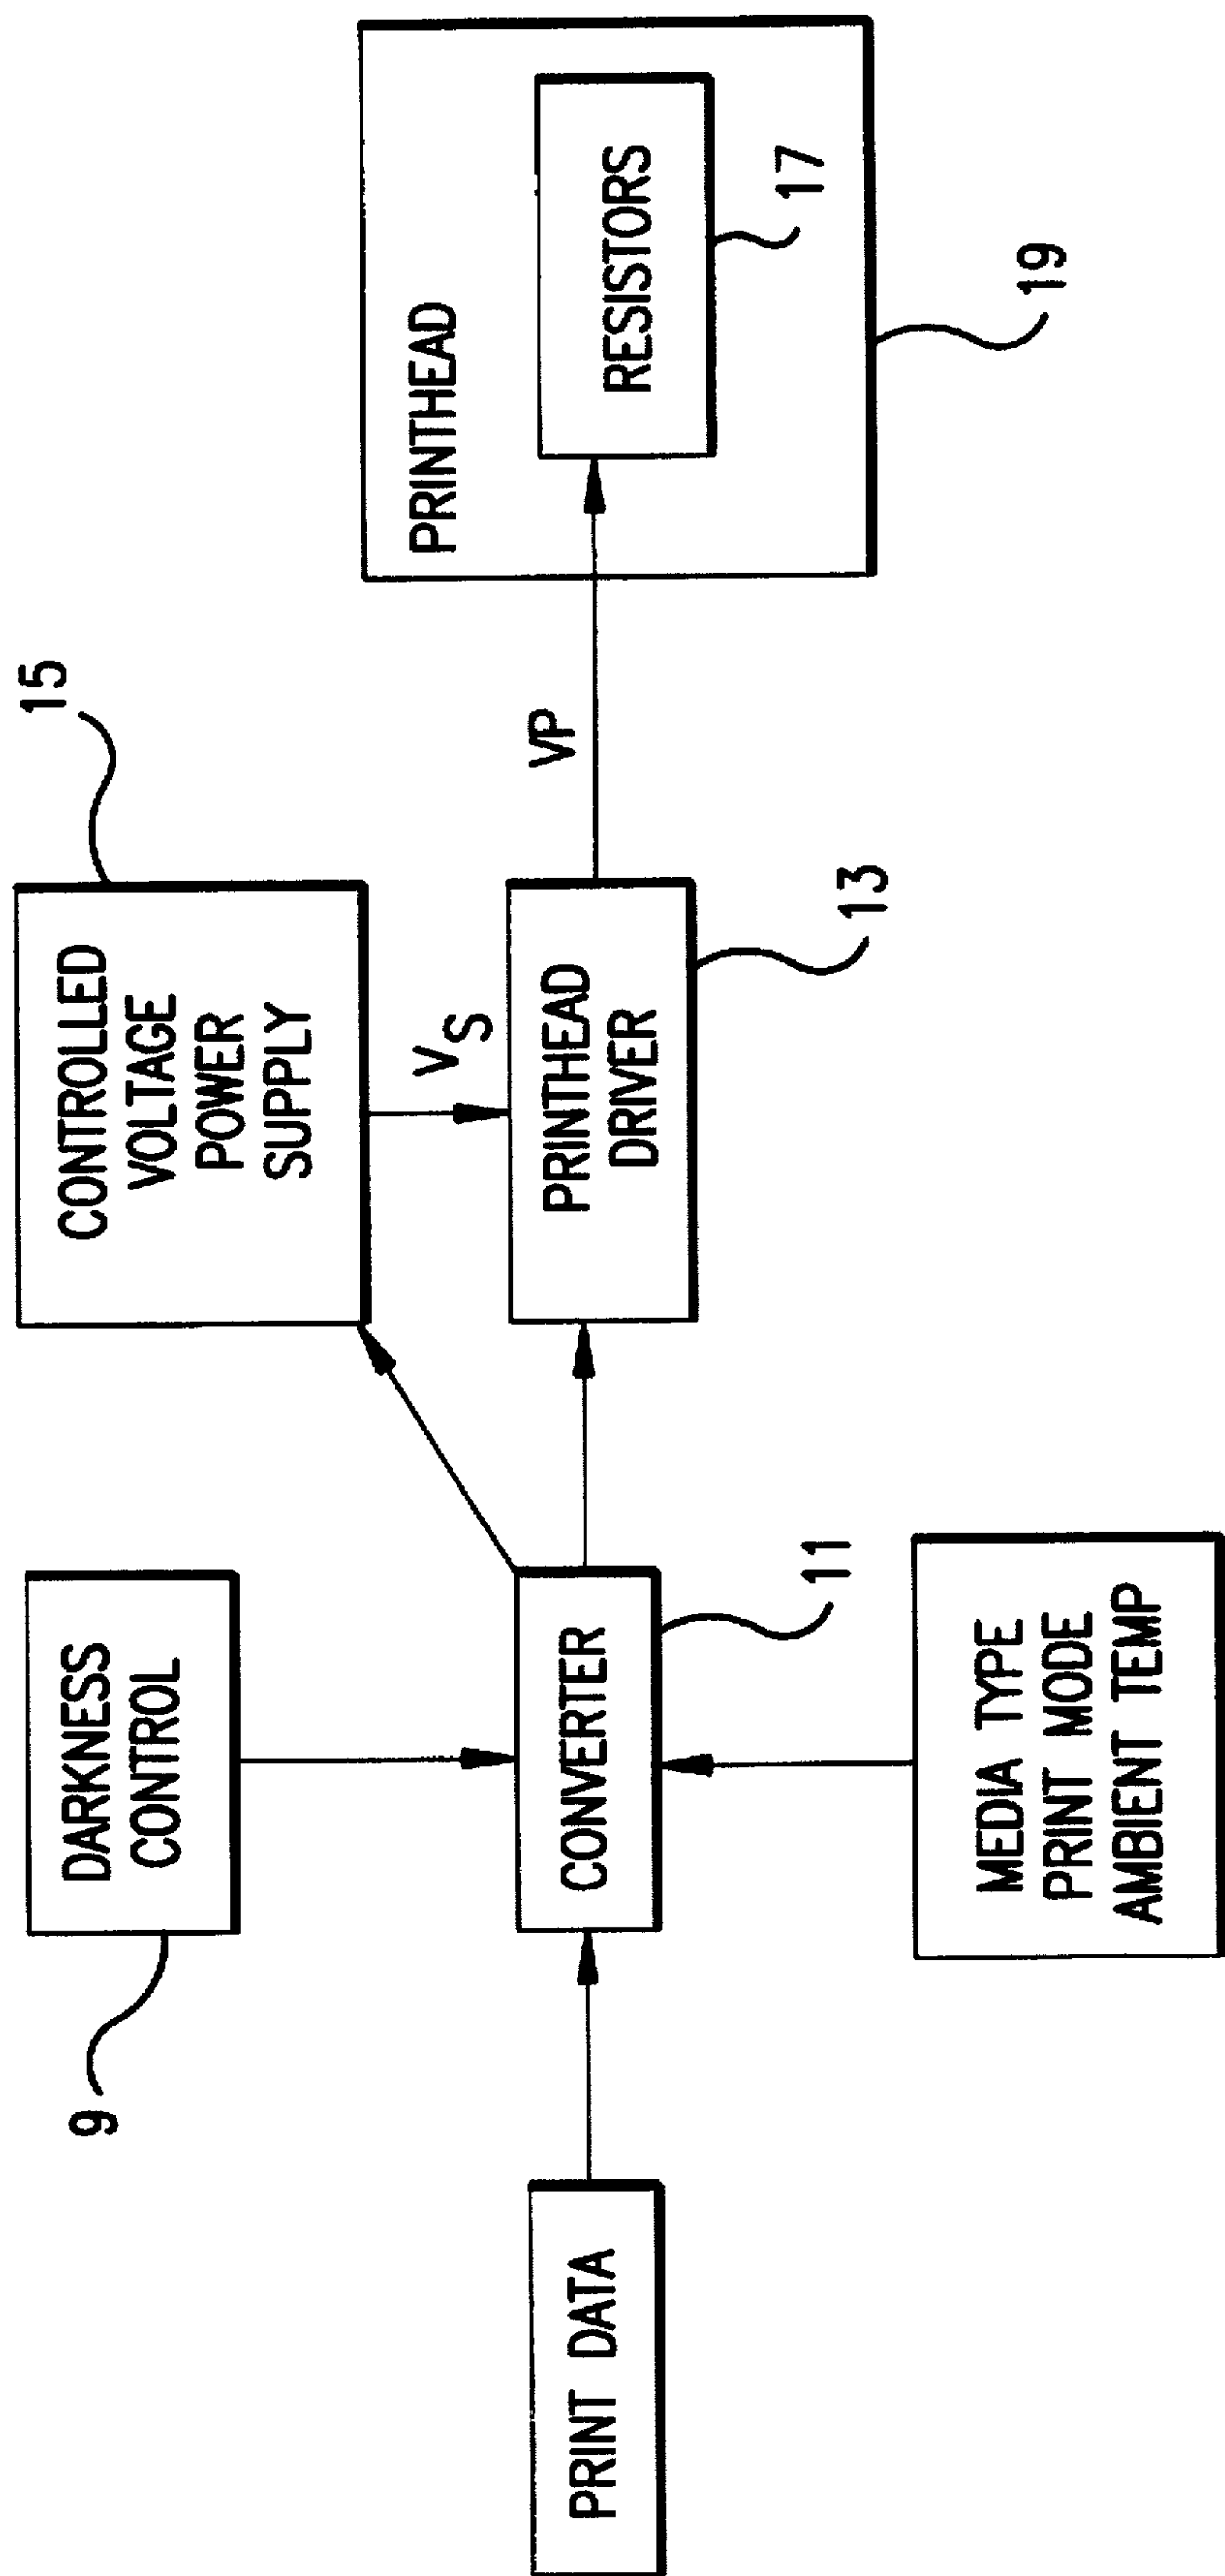 9
DARKNESS
CONTROL
15
CONTROLLED
VOLTAGE
POWER
SUPPLY
V_S
PRINT DATA
CONVERTER
11
PRINTHEAD
DRIVER
13
VP
PRINTHEAD
RESISTORS
17
19
MEDIA TYPE
PRINT MODE
AMBIENT TEMP